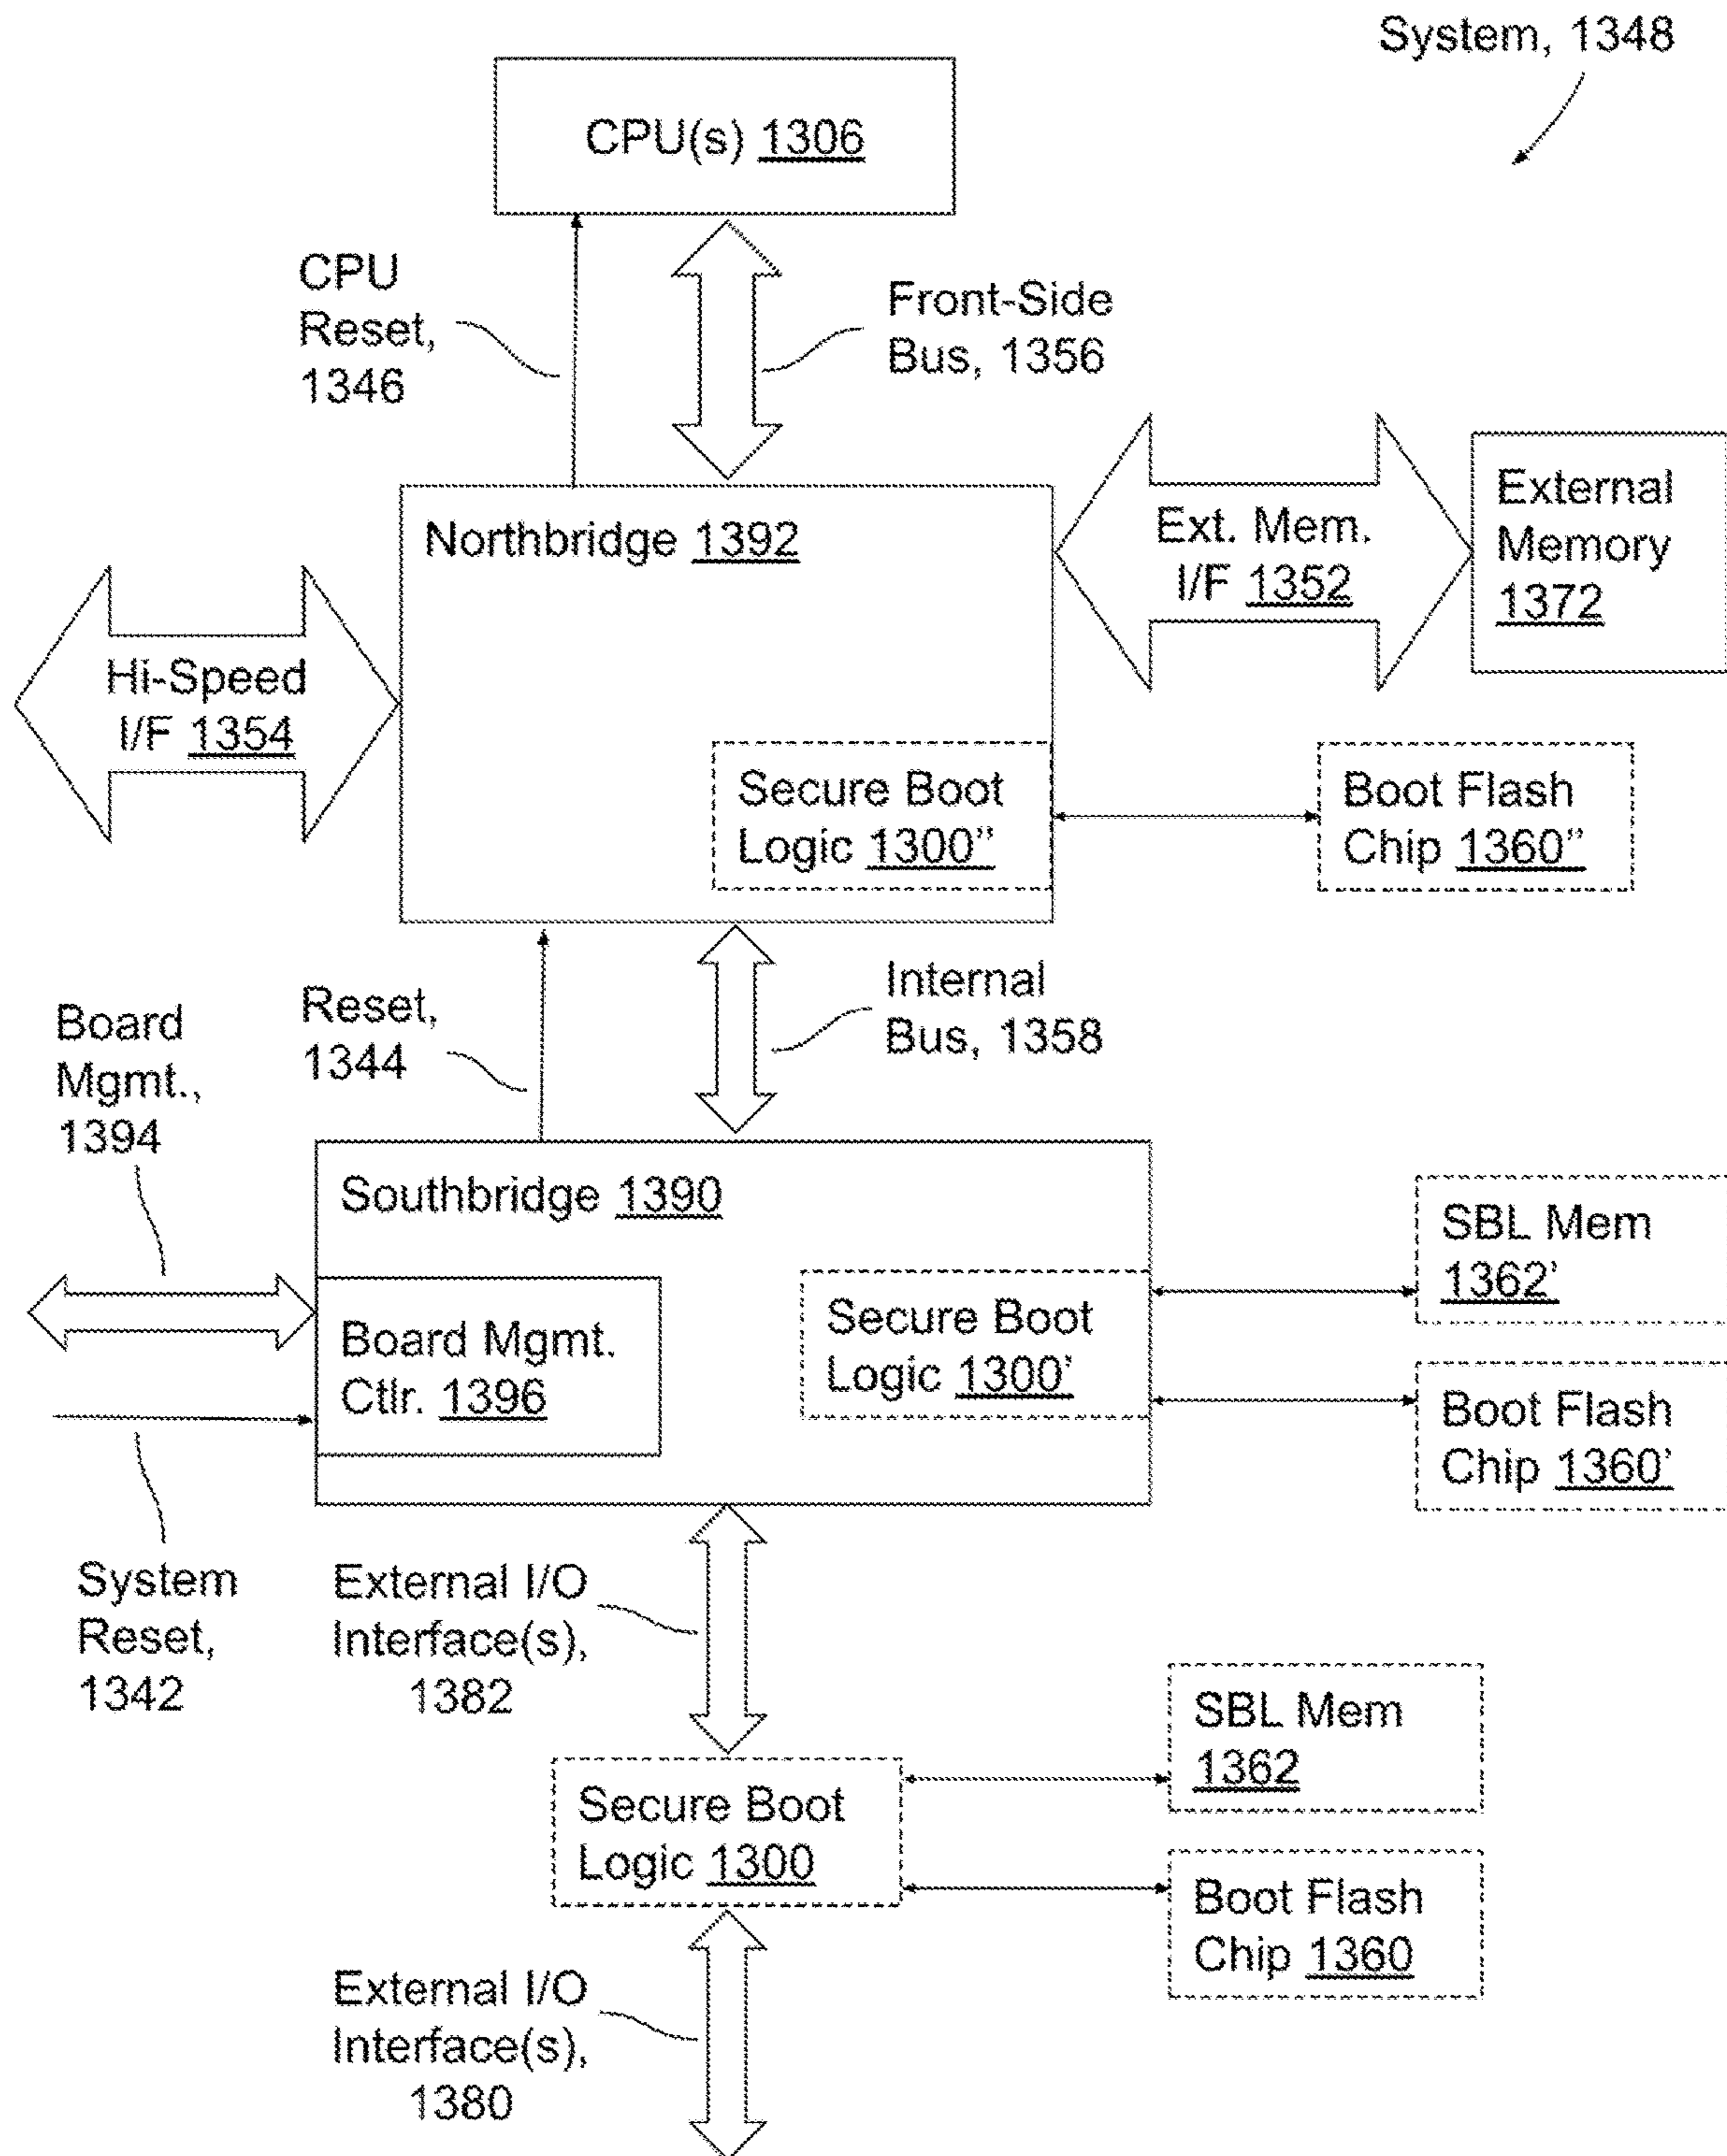 System, 1348
CPU(s) 1306
CPU
Reset,
1346
Front-Side
Bus, 1356
Northbridge 1392
Ext. Mem.
I/F 1352
External
Memory
1372
Hi-Speed
I/F 1354
Secure Boot
Logic 1300”
Boot Flash
Chip 1360”
Board
Mgmt.,
1394
Reset,
1344
Internal
Bus, 1358
Southbridge 1390
Board Mgmt.
Ctlr. 1396
Secure Boot
Logic 1300’
SBL Mem
1362’
Boot Flash
Chip 1360’
System
Reset,
1342
External I/O
Interface(s),
1382
Secure Boot
Logic 1300
SBL Mem
1362
Boot Flash
Chip 1360
External I/O
Interface(s),
1380